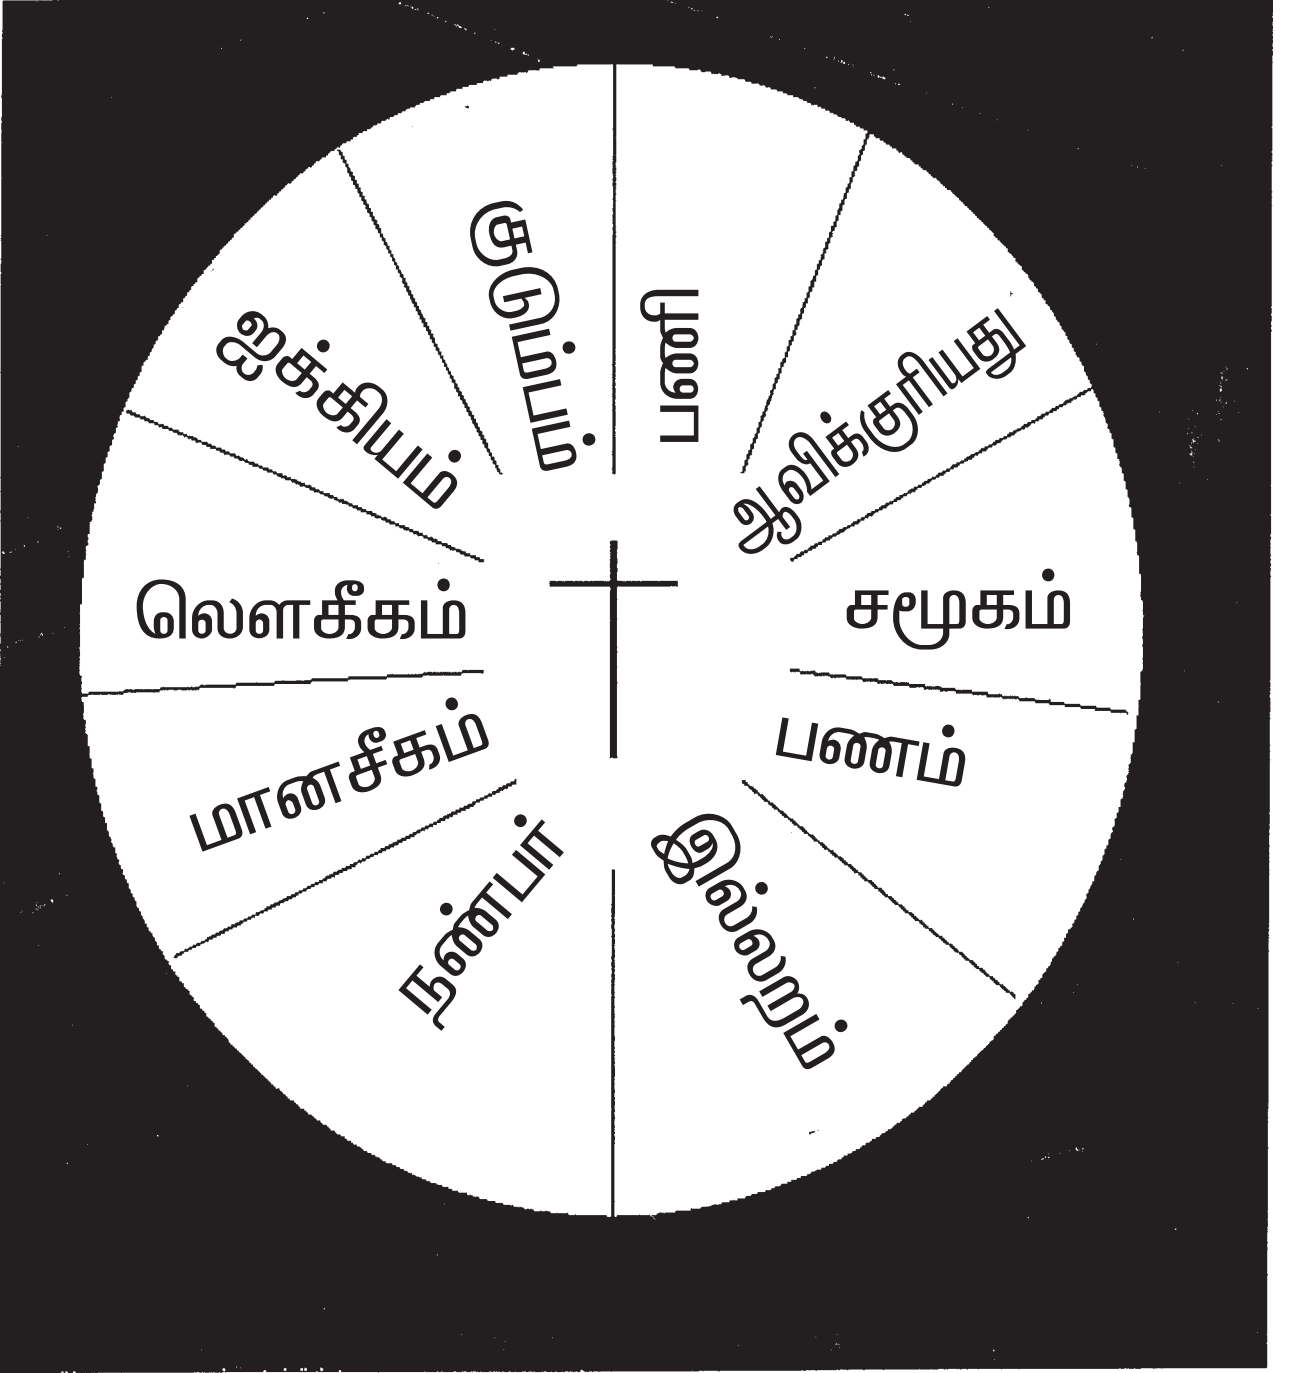 பணி
ஆவிக்குரியது
சமூகம்
பணம்
இல்லறம்
நண்பர்
மானசீகம்
லௌகீகம்
ஐக்கியம்
குடும்பம்